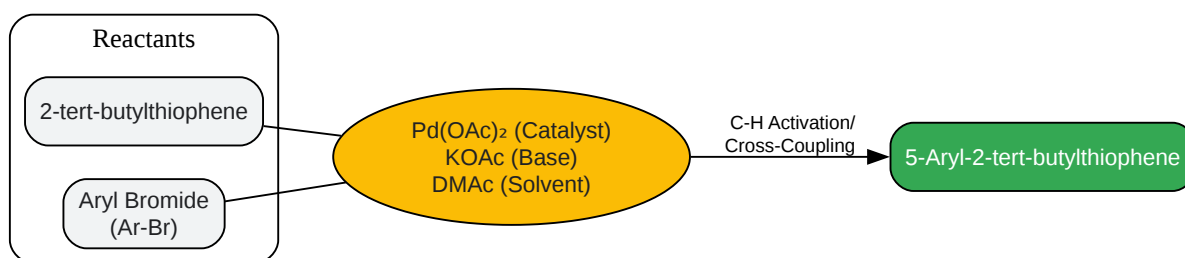 Reactants
2-tert-butylthiophene
Aryl Bromide
(Ar-Br)
Pd(OAc)₂ (Catalyst)
KOAc (Base)
DMAc (Solvent)
C-H Activation/
Cross-Coupling
5-Aryl-2-tert-butylthiophene